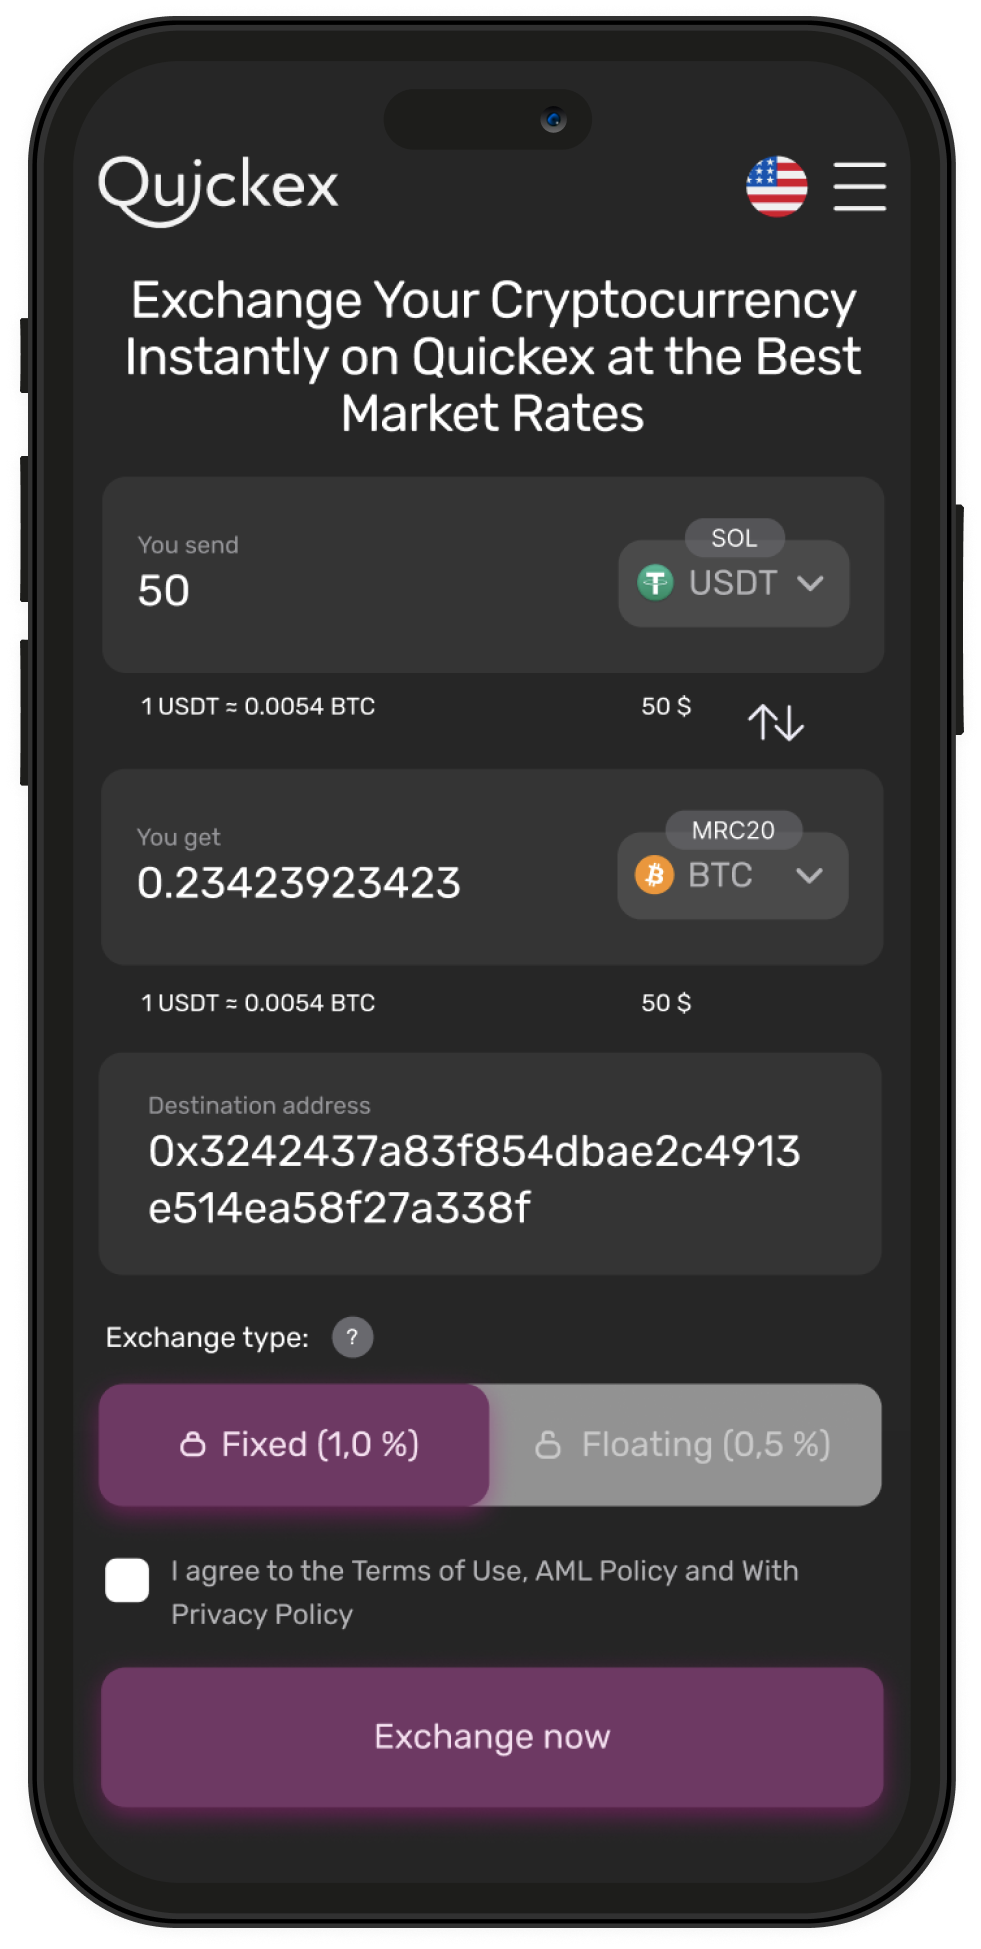 Quickex
Exchange Your Cryptocurrency
Instantly on Quickex at the Best
Market Rates
You send
50
SOL
USDT
1 USDT ≈ 0.0054 BTC
50 $
You get
0.23423923423
MRC20
BTC
1 USDT ≈ 0.0054 BTC
50 $
Destination address
0x3242437a83f854dbae2c4913
e514ea58f27a338f
Exchange type:
?
Fixed (1,0 %)
Floating (0,5 %)
I agree to the Terms of Use, AML Policy and With
Privacy Policy
Exchange now